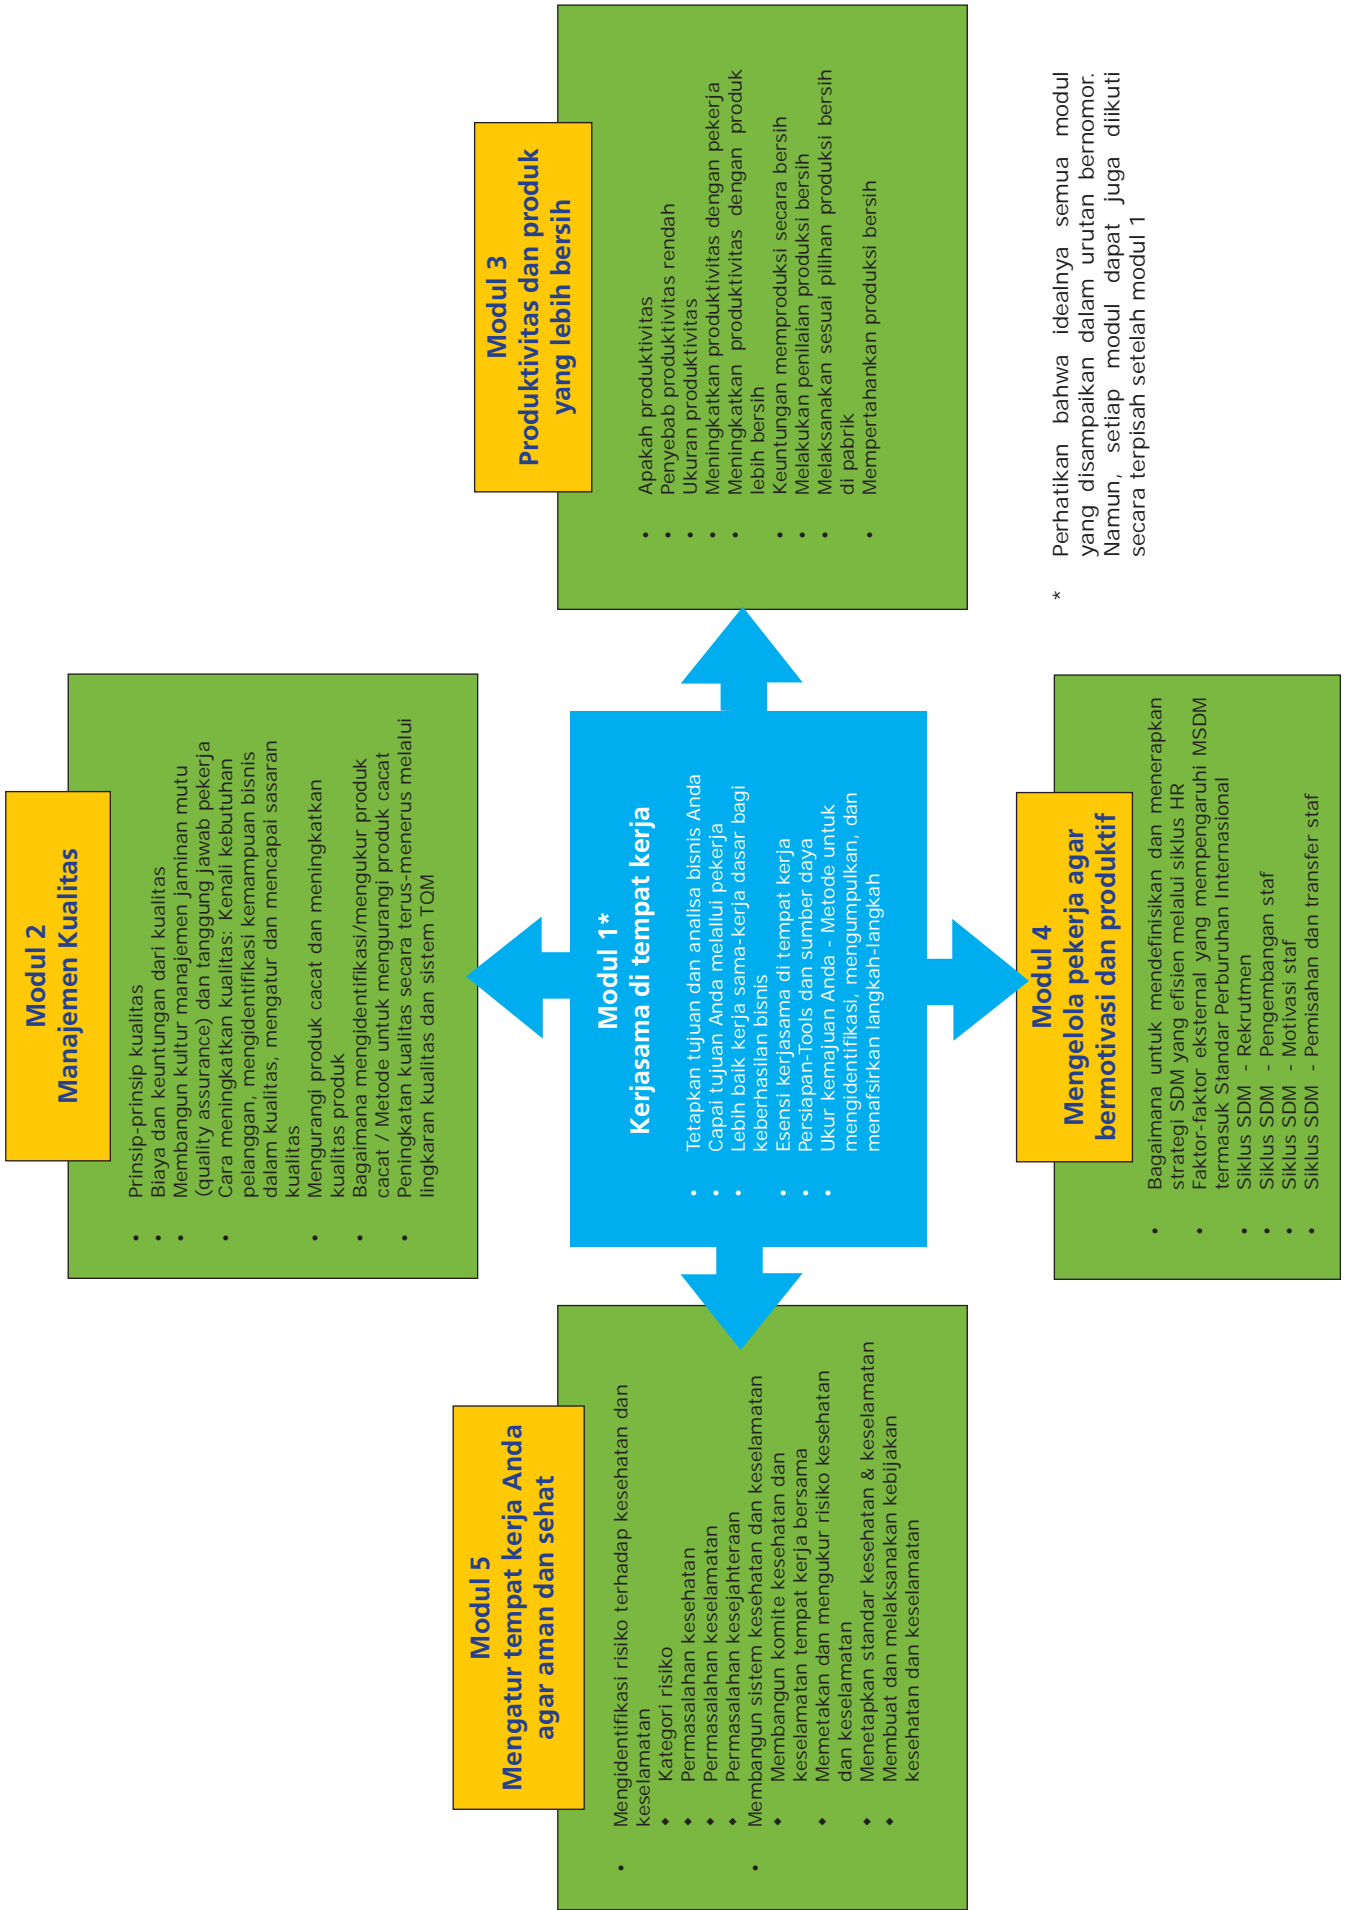 Modul 2
Manajemen Kualitas
• Prinsip-prinsip kualitas
• Biaya dan keuntungan dari kualitas
• Membangun kultur manajemen jaminan mutu
(quality assurance) dan tanggung jawab pekerja
• Cara meningkatkan kualitas: Kenali kebutuhan
pelanggan, mengidentifikasi kemampuan bisnis
dalam kualitas, mengatur dan mencapai sasaran
kualitas
• Mengurangi produk cacat dan meningkatkan
kualitas produk
• Bagaimana mengidentifikasi/mengukur produk
cacat / Metode untuk mengurangi produk cacat
• Peningkatan kualitas secara terus-menerus melalui
lingkaran kualitas dan sistem TQM
Modul 5
Mengatur tempat kerja Anda
agar aman dan sehat
• Mengidentifikasi risiko terhadap kesehatan dan
keselamatan
◆ Kategori risiko
◆ Permasalahan kesehatan
◆ Permasalahan keselamatan
◆ Permasalahan kesejahteraan
• Membangun sistem kesehatan dan keselamatan
◆ Membangun komite kesehatan dan
keselamatan tempat kerja bersama
◆ Memetakan dan mengukur risiko kesehatan
dan keselamatan
◆ Menetapkan standar kesehatan & keselamatan
◆ Membuat dan melaksanakan kebijakan
kesehatan dan keselamatan
Modul 1*
Kerjasama di tempat kerja
• Tetapkan tujuan dan analisa bisnis Anda
• Capai tujuan Anda melalui pekerja
• Lebih baik kerja sama-kerja dasar bagi
keberhasilan bisnis
• Esensi kerjasama di tempat kerja
• Persiapan-Tools dan sumber daya
• Ukur kemajuan Anda - Metode untuk
mengidentifikasi, mengumpulkan, dan
menafsirkan langkah-langkah
Modul 3
Produktivitas dan produk
yang lebih bersih
• Apakah produktivitas
• Penyebab produktivitas rendah
• Ukuran produktivitas
• Meningkatkan produktivitas dengan pekerja
• Meningkatkan produktivitas dengan produk
lebih bersih
• Keuntungan memproduksi secara bersih
• Melakukan penilaian produksi bersih
• Melaksanakan sesuai pilihan produksi bersih
di pabrik
• Mempertahankan produksi bersih
Modul 4
Mengelola pekerja agar
bermotivasi dan produktif
• Bagaimana untuk mendefinisikan dan menerapkan
strategi SDM yang efisien melalui siklus HR
• Faktor-faktor eksternal yang mempengaruhi MSDM
termasuk Standar Perburuhan Internasional
• Siklus SDM - Rekrutmen
• Siklus SDM - Pengembangan staf
• Siklus SDM - Motivasi staf
• Siklus SDM - Pemisahan dan transfer staf
* Perhatikan bahwa idealnya semua modul
yang disampaikan dalam urutan bernomor.
Namun, setiap modul dapat juga diikuti
secara terpisah setelah modul 1